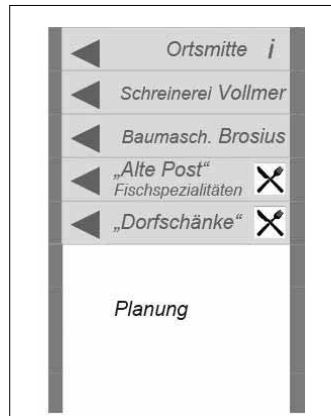 Ortsmitte i
Schreinerei Vollmer
Baumasch. Brosius
„Alte Post“
Fischspezialitäten
„Dorfschänke“
Planung